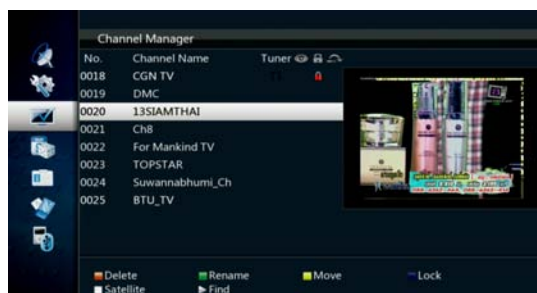 Channel Manager
No. Channel Name Tuner
0018 CGN TV
0019 DMC
0020 13SIAMTHAI
0021 Ch8
0022 For Mankind TV
0023 TOPSTAR
0024 Suwannabhumi_Ch
0025 BTU_TV
Delete Rename Move Lock
Satellite Find